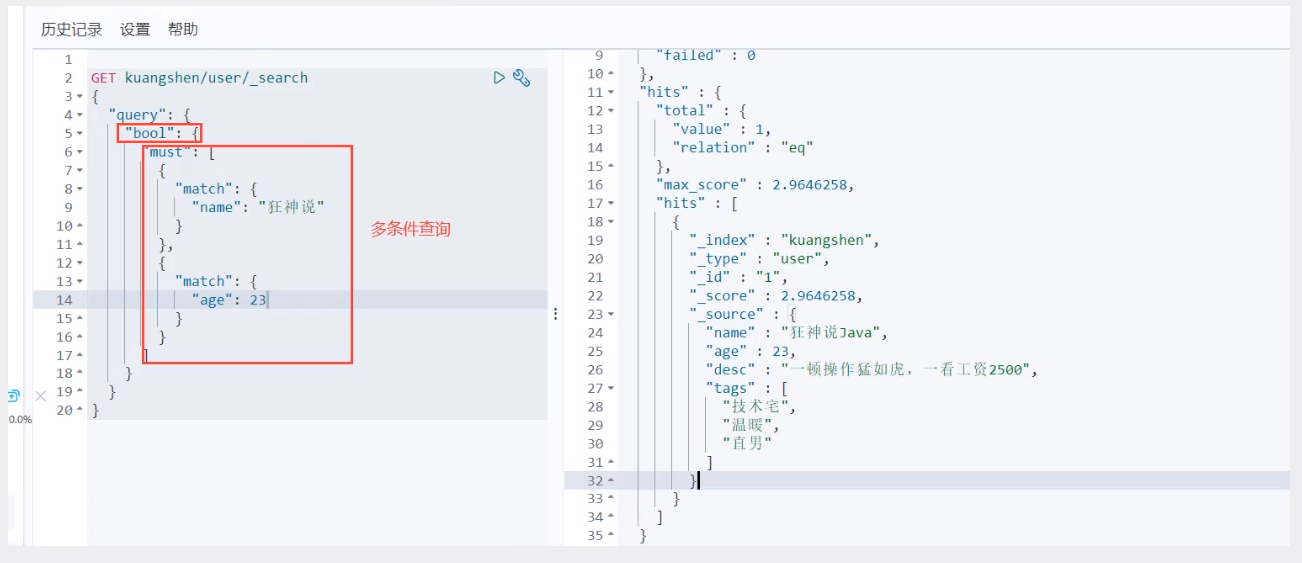 历史记录 设置 帮助
1
2 GET kuangshen/user/_search
3 {
4 "query": {
5 "bool": {
6 "must": [
7 {
8 "match": {
9 "name": "狂神说"
10 }
11 },
12 {
13 "match": {
14 "age": 23
15 }
16 }
17 ]
18 }
19 }
20 }
0.0%
多条件查询
9 "failed" : 0
10 },
11 "hits" : {
12 "total" : {
13 "value" : 1,
14 "relation" : "eq"
15 },
16 "max_score" : 2.9646258,
17 "hits" : [
18 {
19 "_index" : "kuangshen",
20 "_type" : "user",
21 "_id" : "1",
22 "_score" : 2.9646258,
23 "_source" : {
24 "name" : "狂神说Java",
25 "age" : 23,
26 "desc" : "一顿操作猛如虎，一看工资2500",
27 "tags" : [
28 "技术宅",
29 "温暖",
30 "直男"
31 ]
32 }
33 }
34 ]
35 }